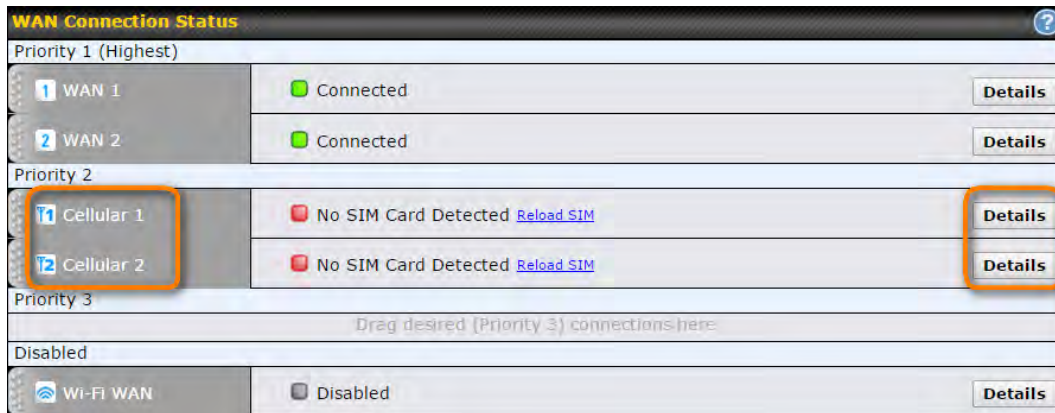 WAN Connection Status ?
Priority 1 (Highest)
1 WAN 1 Connected Details
2 WAN 2 Connected Details
Priority 2
1 Cellular 1 No SIM Card Detected Reload SIM Details
2 Cellular 2 No SIM Card Detected Reload SIM Details
Priority 3
Drag desired (Priority 3) connections here
Disabled
Wi-Fi WAN Disabled Details